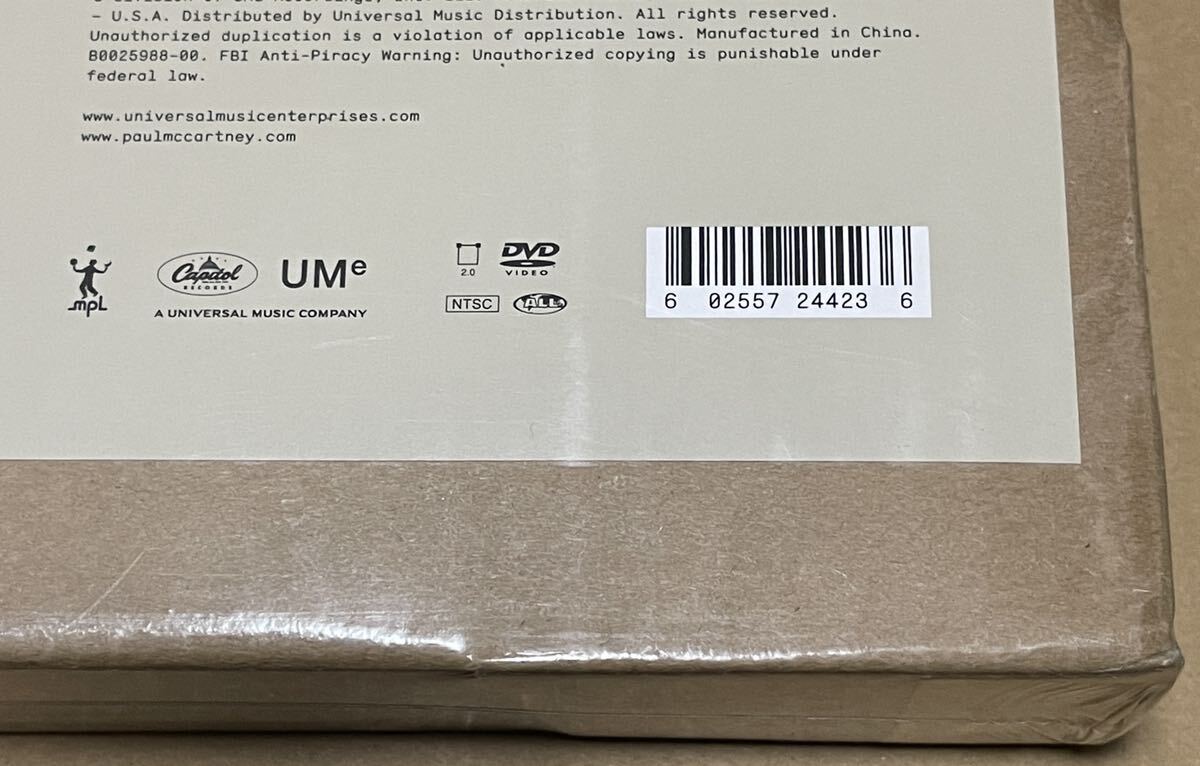 – U.S.A. Distributed by Universal Music Distribution. All rights reserved.
Unauthorized duplication is a violation of applicable laws. Manufactured in China.
B0025988-00. FBI Anti-Piracy Warning: Unauthorized copying is punishable under
federal law.
www.universalmusicenterprises.com
www.paulmccartney.com
mpL
Capitol
RECORDS
UMe
A UNIVERSAL MUSIC COMPANY
2.0
DVD
VIDEO
NTSC
ALL
6 02557 24423 6